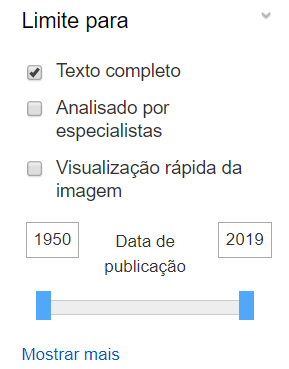 Limite para
Texto completo
Analisado por
especialistas
Visualização rápida da
imagem
1950 Data de 2019
publicação
Mostrar mais